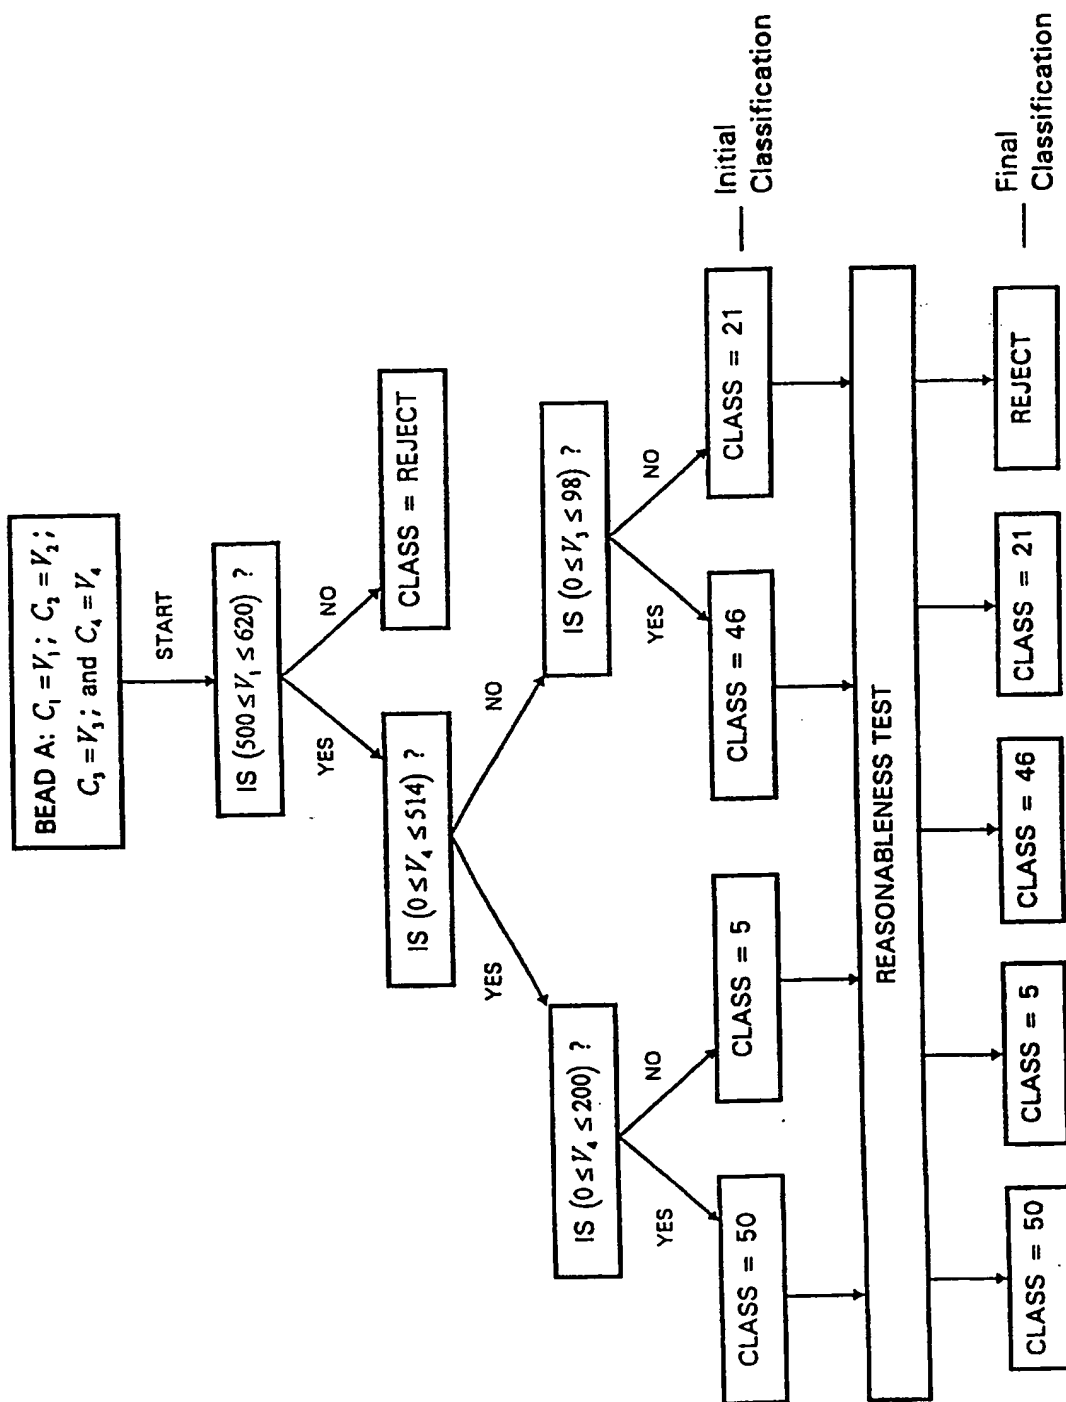 BEAD A: C₁ = V₁; C₂ = V₂;
C₃ = V₃; and C₄ = V₄
START
IS (500 ≤ V₁ ≤ 620) ?
YES
NO
CLASS = REJECT
IS (0 ≤ V₄ ≤ 514) ?
YES
NO
IS (0 ≤ V₄ ≤ 200) ?
IS (0 ≤ V₃ ≤ 98) ?
YES
NO
YES
NO
CLASS = 50
CLASS = 5
CLASS = 46
CLASS = 21
Initial
Classification
REASONABLENESS TEST
CLASS = 50
CLASS = 5
CLASS = 46
CLASS = 21
REJECT
Final
Classification